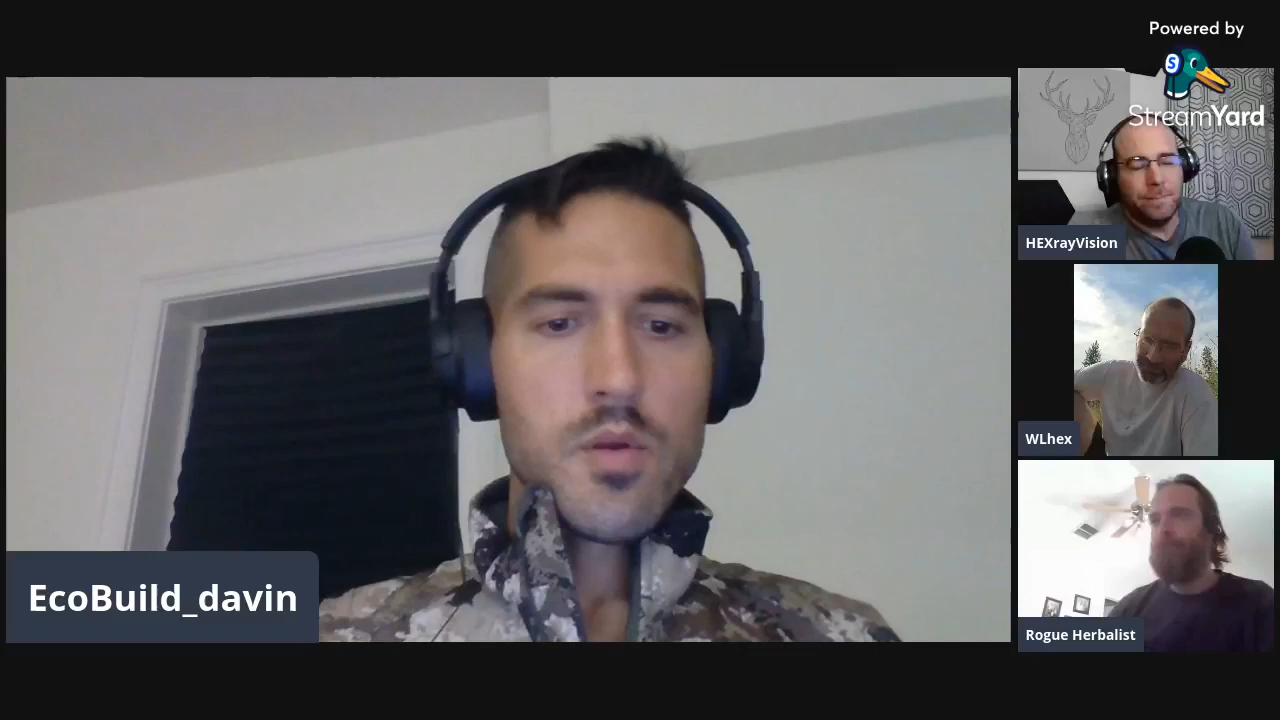 Powered by
S
StreamYard
HEXrayVision
WLhex
EcoBuild_davin
Rogue Herbalist